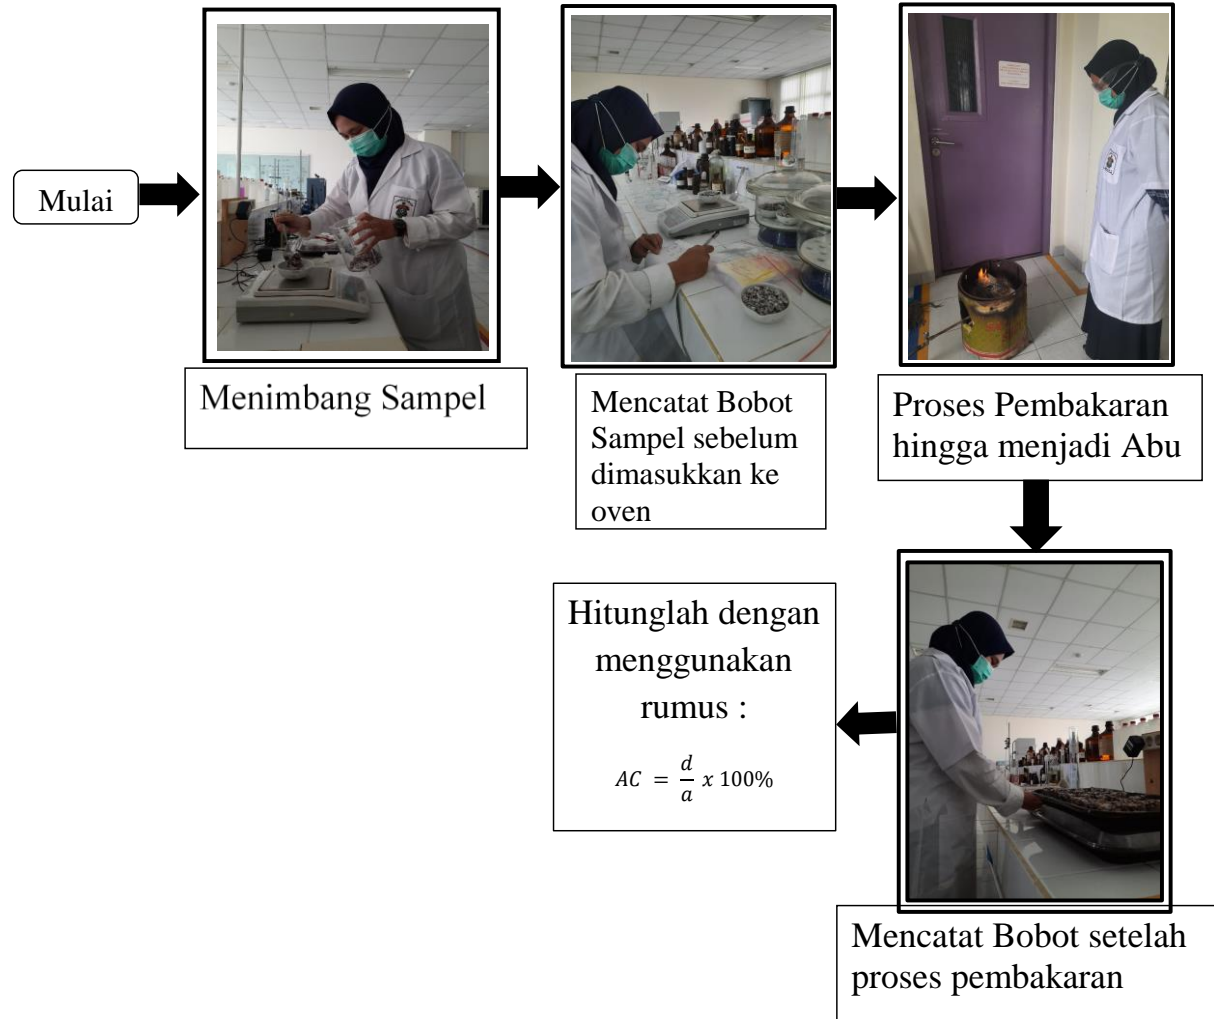 Mulai
Menimbang Sampel
Mencatat Bobot
Sampel sebelum
dimasukkan ke
oven
Proses Pembakaran
hingga menjadi Abu
Mencatat Bobot setelah
proses pembakaran
Hitunglah dengan
menggunakan
rumus :
AC = d/a x 100%